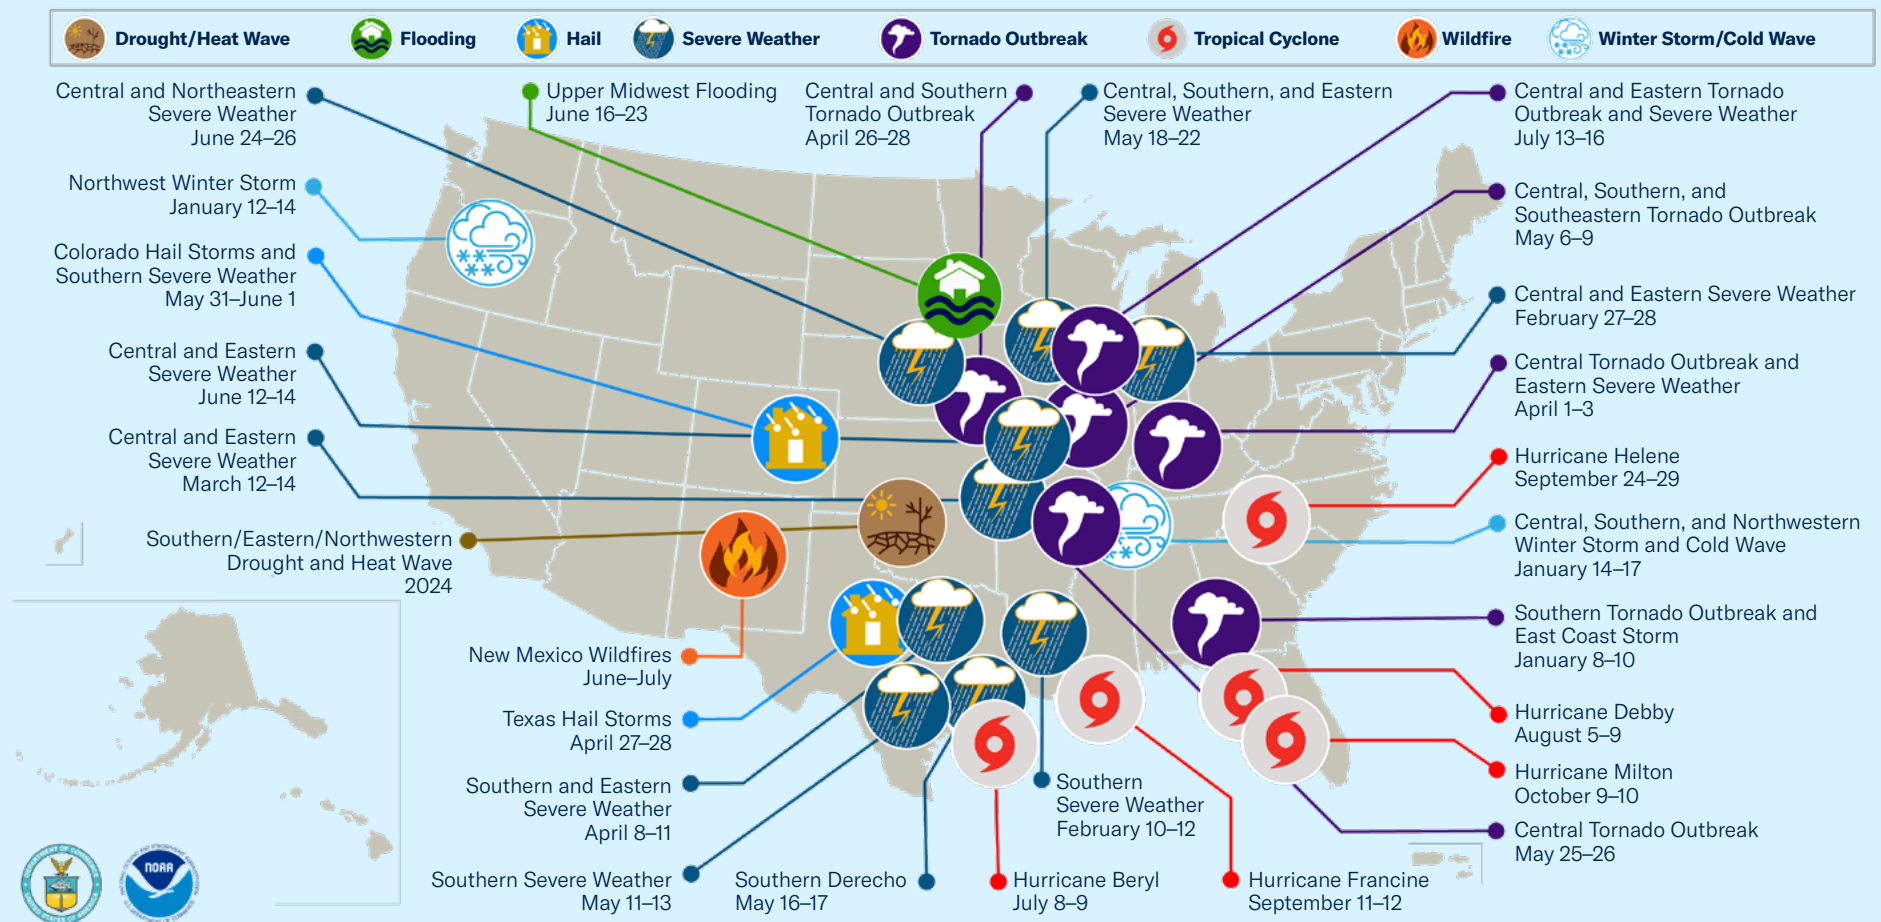 Drought/Heat Wave
Flooding
Hail
Severe Weather
Tornado Outbreak
Tropical Cyclone
Wildfire
Winter Storm/Cold Wave
Central and Northeastern
Severe Weather
June 24–26
Northwest Winter Storm
January 12–14
Colorado Hail Storms and
Southern Severe Weather
May 31–June 1
Central and Eastern
Severe Weather
June 12–14
Central and Eastern
Severe Weather
March 12–14
Southern/Eastern/Northwestern
Drought and Heat Wave
2024
Upper Midwest Flooding
June 16–23
Central and Southern
Tornado Outbreak
April 26–28
Central, Southern, and Eastern
Severe Weather
May 18–22
Central and Eastern Tornado
Outbreak and Severe Weather
July 13–16
Central, Southern, and
Southeastern Tornado Outbreak
May 6–9
Central and Eastern Severe Weather
February 27–28
Central Tornado Outbreak and
Eastern Severe Weather
April 1–3
Hurricane Helene
September 24–29
Central, Southern, and Northwestern
Winter Storm and Cold Wave
January 14–17
Southern Tornado Outbreak and
East Coast Storm
January 8–10
Hurricane Debby
August 5–9
Hurricane Milton
October 9–10
Central Tornado Outbreak
May 25–26
New Mexico Wildfires
June–July
Texas Hail Storms
April 27–28
Southern and Eastern
Severe Weather
April 8–11
Southern Severe Weather
May 11–13
Southern Derecho
May 16–17
Hurricane Beryl
July 8–9
Southern
Severe Weather
February 10–12
Hurricane Francine
September 11–12
DEPARTMENT OF COMMERCE
UNITED STATES OF AMERICA
NOAA